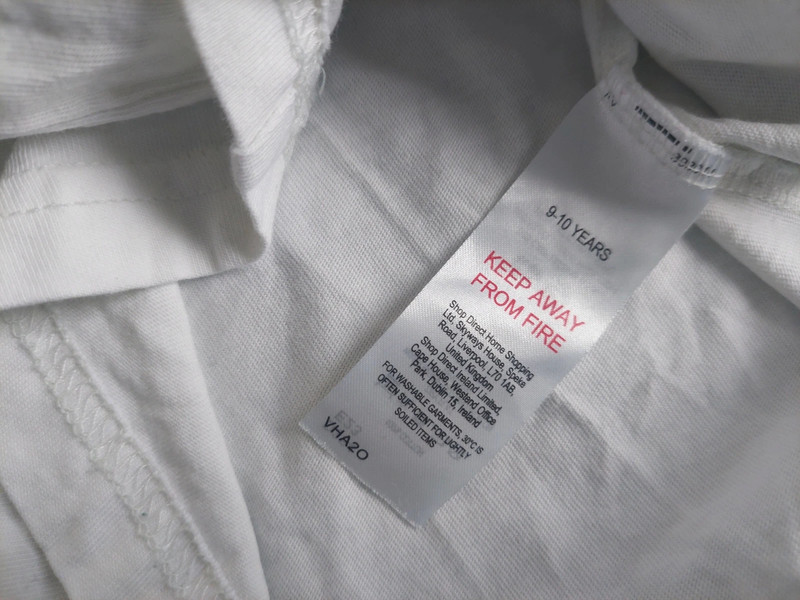 9-10 YEARS
KEEP AWAY
FROM FIRE
Shop Direct Home Shopping
Ltd, Skyways House, Speke
Road, Liverpool, L70 1AB,
United Kingdom
Shop Direct Ireland Limited,
Cape House, Westend Office
Park, Dublin 15, Ireland
FOR WASHABLE GARMENTS, 30°C IS
OFTEN SUFFICIENT FOR LIGHTLY
SOILED ITEMS
VHA2O